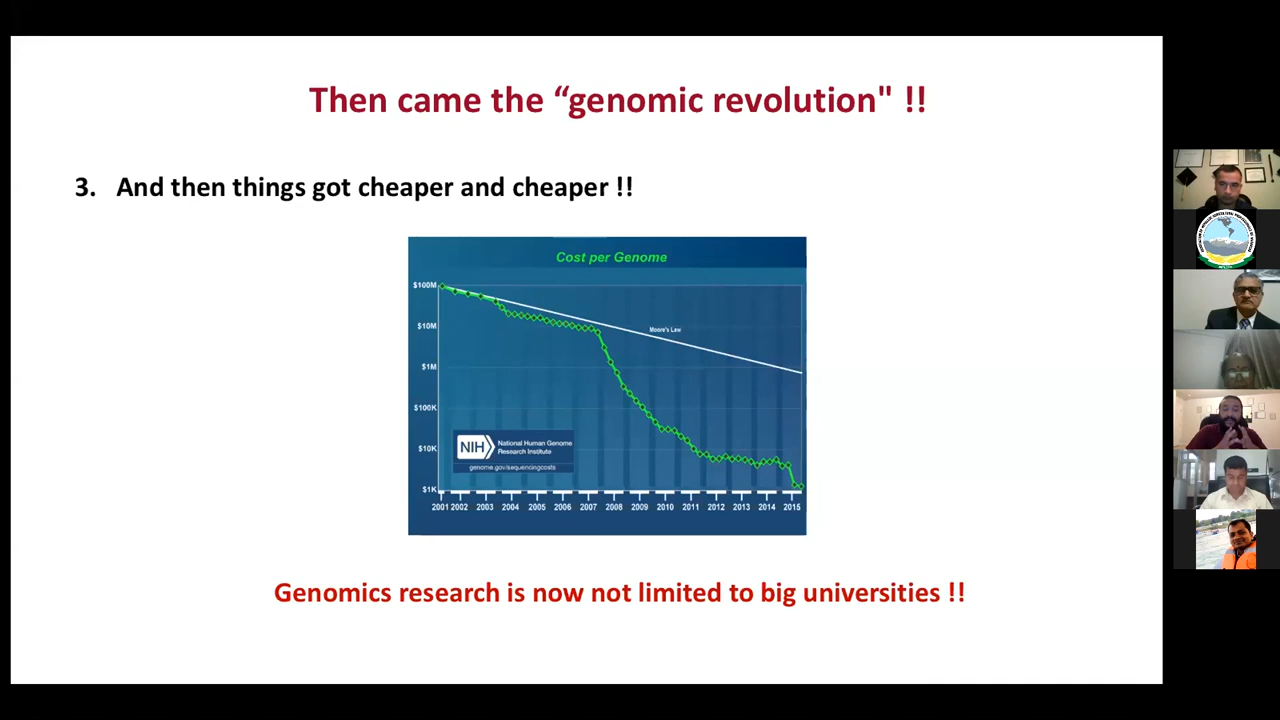 Then came the “genomic revolution" !!
3. And then things got cheaper and cheaper !!
Cost per Genome
$100M
$10M
$1M
$100K
$10K
$1K
Moore's Law
NIH National Human Genome
Research Institute
genome.gov/sequencingcosts
2001 2002 2003 2004 2005 2006 2007 2008 2009 2010 2011 2012 2013 2014 2015
Genomics research is now not limited to big universities !!